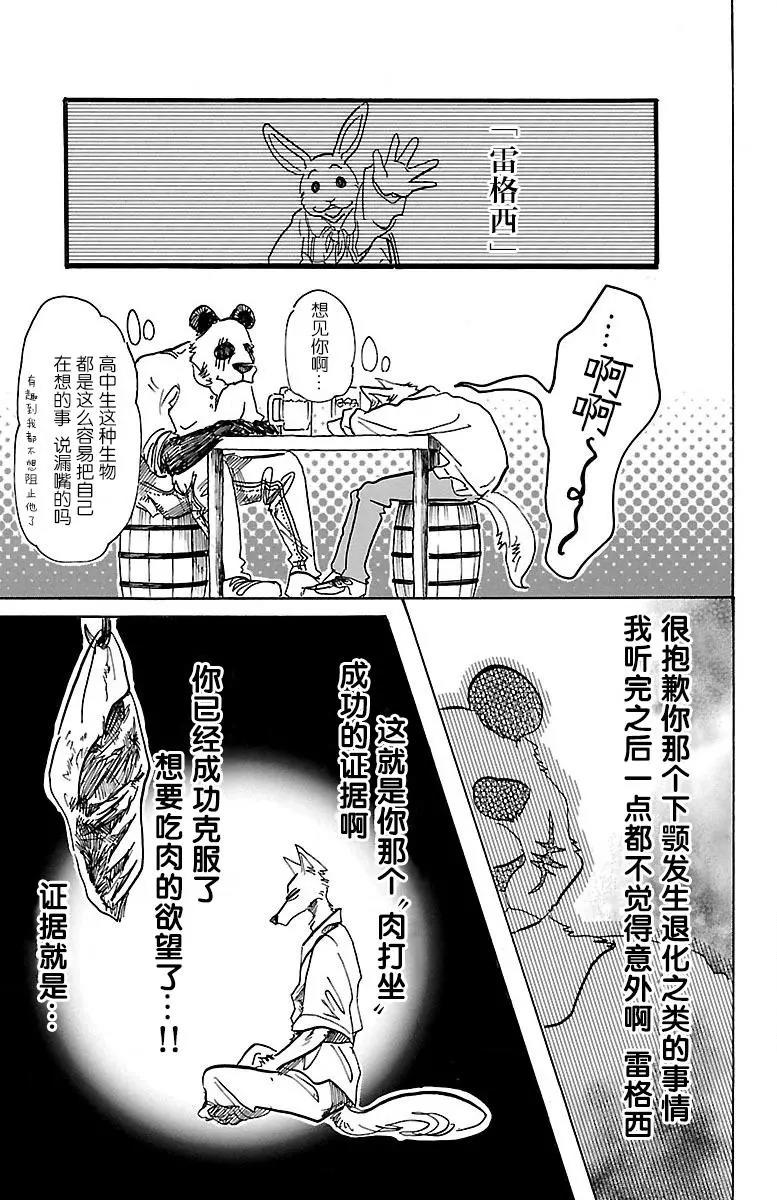 「雷格西」
……
啊啊
想见你啊…
高中生这种生物
都是这么容易把自己
在想的事 说漏嘴的吗
有趣到我都不想阻止他了
很抱歉你那个下颚发生退化之类的事情
我听完之后一点都不觉得意外啊 雷格西
这就是你那个“肉打坐”
成功的证据啊
你已经成功克服了
想要吃肉的欲望了…!!
证据就是…